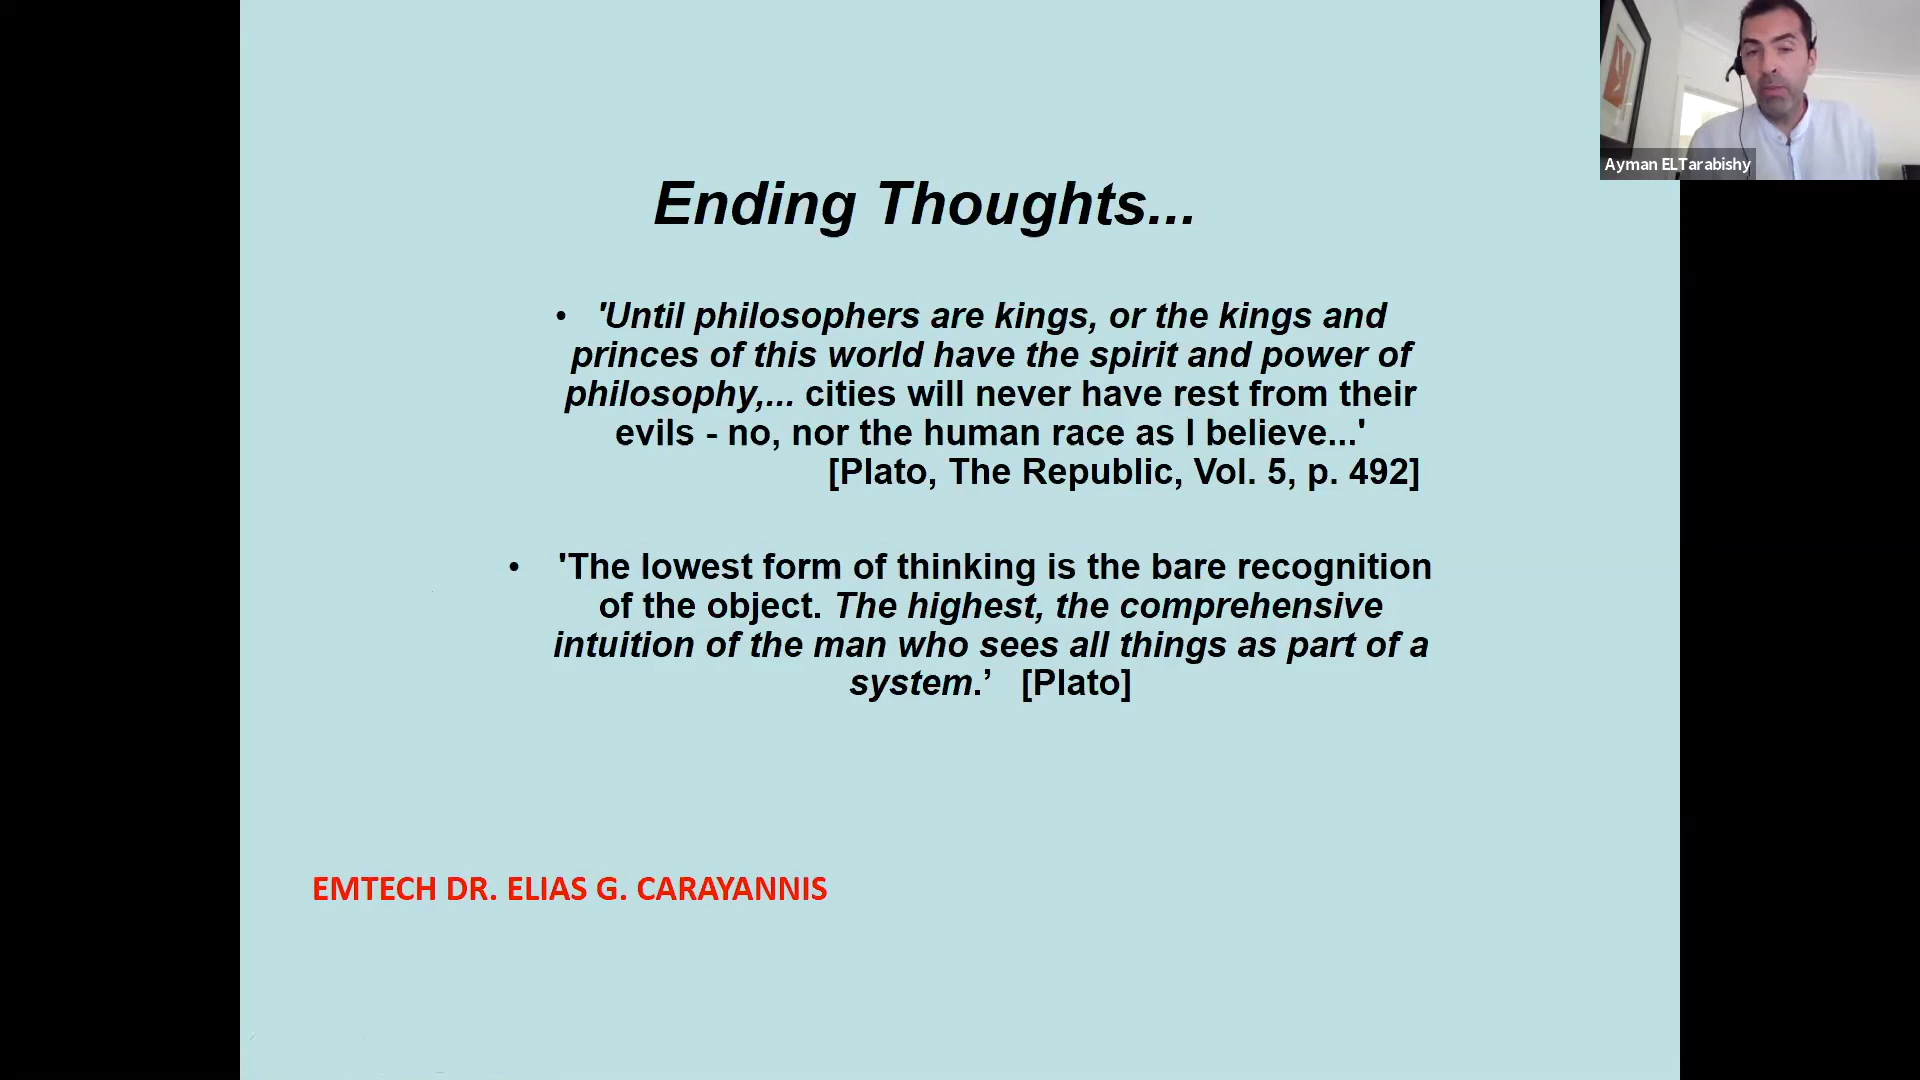 Ayman ELTarabishy
Ending Thoughts...
• 'Until philosophers are kings, or the kings and
princes of this world have the spirit and power of
philosophy,... cities will never have rest from their
evils - no, nor the human race as I believe...'
[Plato, The Republic, Vol. 5, p. 492]
• 'The lowest form of thinking is the bare recognition
of the object. The highest, the comprehensive
intuition of the man who sees all things as part of a
system.’ [Plato]
EMTECH DR. ELIAS G. CARAYANNIS